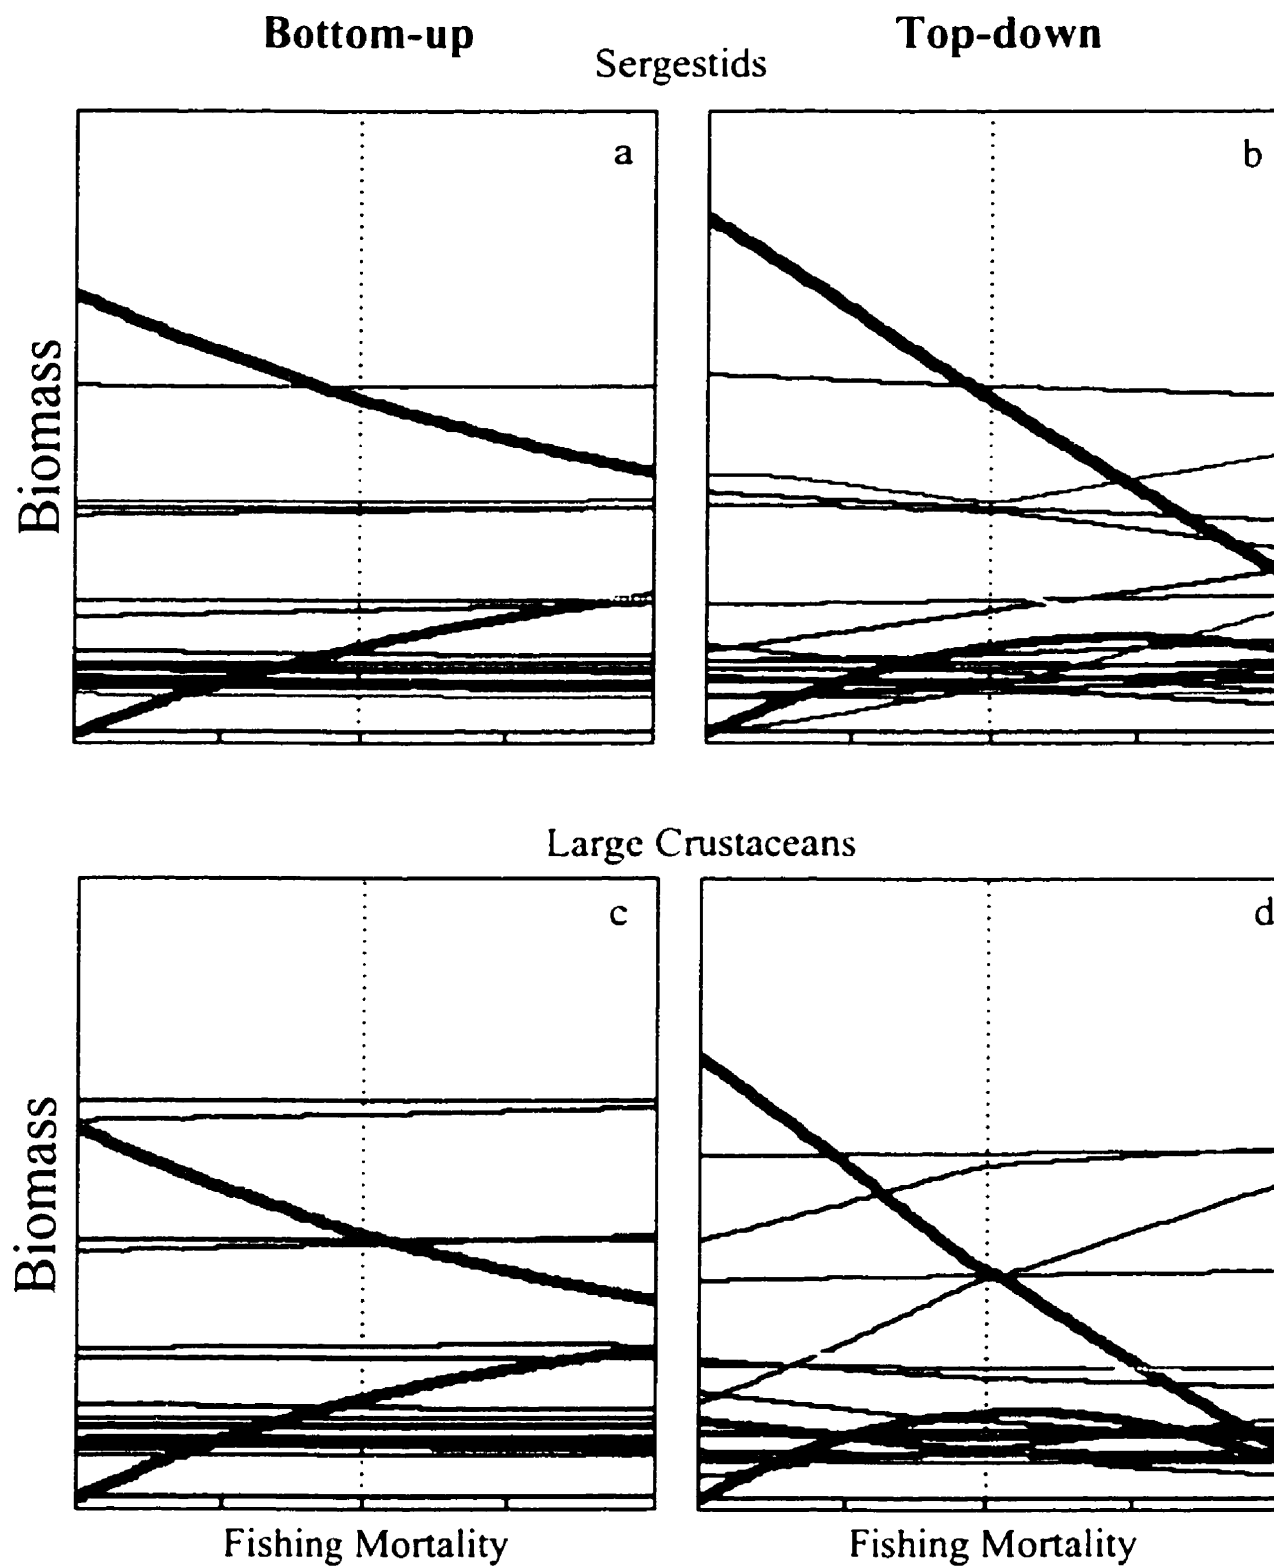 Bottom-up Top-down
Sergestids
a b
Biomass
Large Crustaceans
c d
Biomass
Fishing Mortality Fishing Mortality